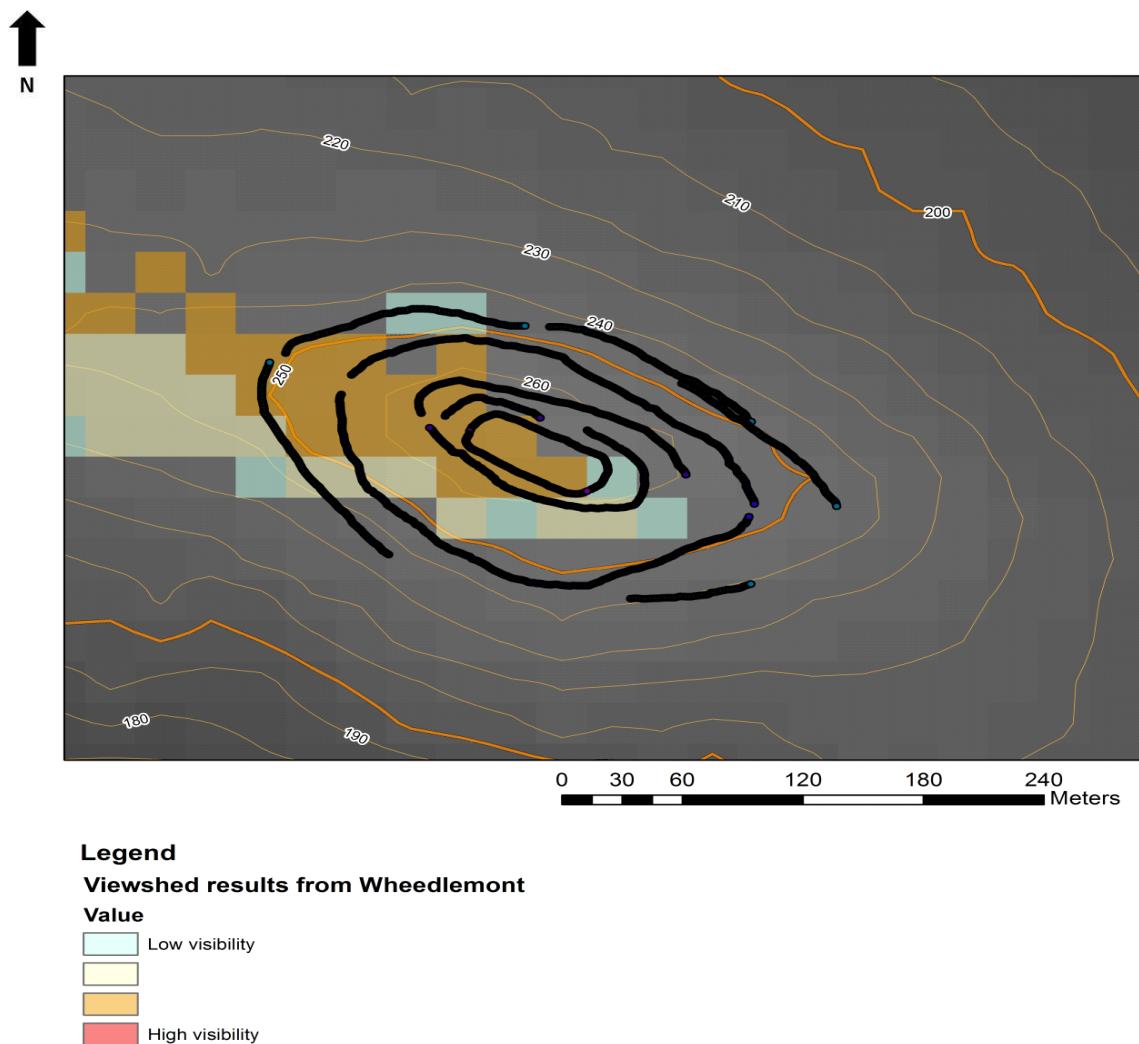 N
220
210
200
230
240
250
260
180
190
0 30 60 120 180 240
Meters
Legend
Viewshed results from Wheedlemont
Value
Low visibility
High visibility